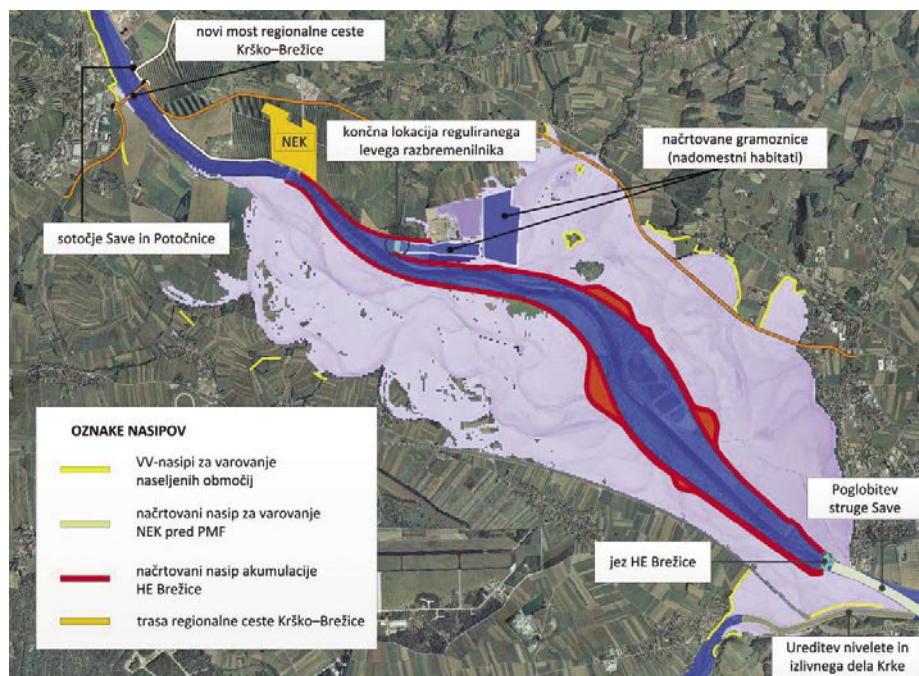 novi most regionalne ceste
Krško–Brežice
NEK
končna lokacija reguliranega
levega razbremenilnika
načrtovane gramoznice
(nadomestni habitati)
sotočje Save in Potočnice
OZNAKE NASIPOV
VV-nasipi za varovanje
naseljenih območij
načrtovani nasip za varovanje
NEK pred PMF
načrtovani nasip akumulacije
HE Brežice
trasa regionalne ceste Krško–Brežice
Poglobitev
struge Save
jez HE Brežice
Ureditev nivelete in
izlivnega dela Krke